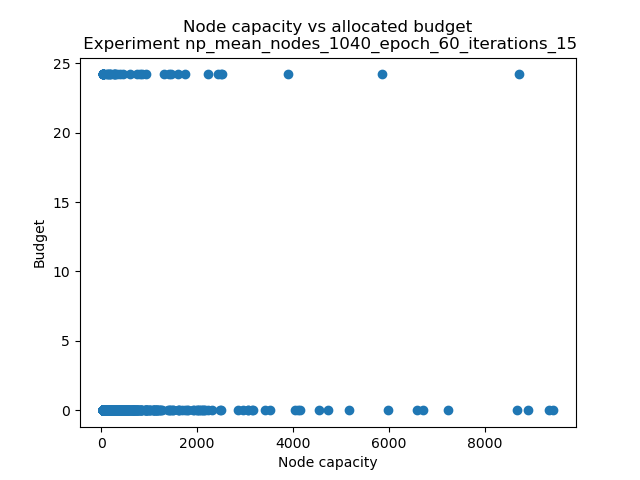 Node capacity vs allocated budget
Experiment np_mean_nodes_1040_epoch_60_iterations_15
25
20
15
10
5
0
Budget
0 2000 4000 6000 8000
Node capacity